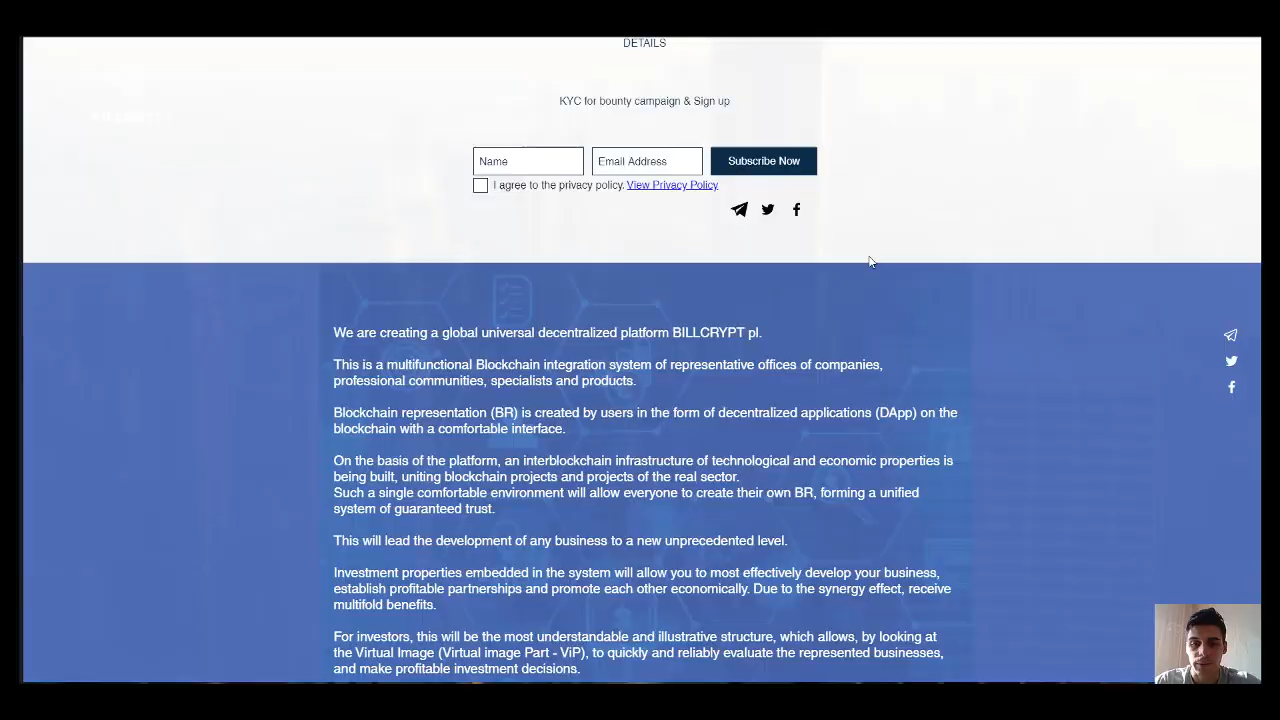 DETAILS
KYC for bounty campaign & Sign up
Name
Email Address
Subscribe Now
I agree to the privacy policy. View Privacy Policy
We are creating a global universal decentralized platform BILLCRYPT pl.
This is a multifunctional Blockchain integration system of representative offices of companies,
professional communities, specialists and products.
Blockchain representation (BR) is created by users in the form of decentralized applications (DApp) on the
blockchain with a comfortable interface.
On the basis of the platform, an interblockchain infrastructure of technological and economic properties is
being built, uniting blockchain projects and projects of the real sector.
Such a single comfortable environment will allow everyone to create their own BR, forming a unified
system of guaranteed trust.
This will lead the development of any business to a new unprecedented level.
Investment properties embedded in the system will allow you to most effectively develop your business,
establish profitable partnerships and promote each other economically. Due to the synergy effect, receive
multifold benefits.
For investors, this will be the most understandable and illustrative structure, which allows, by looking at
the Virtual Image (Virtual image Part - ViP), to quickly and reliably evaluate the represented businesses,
and make profitable investment decisions.